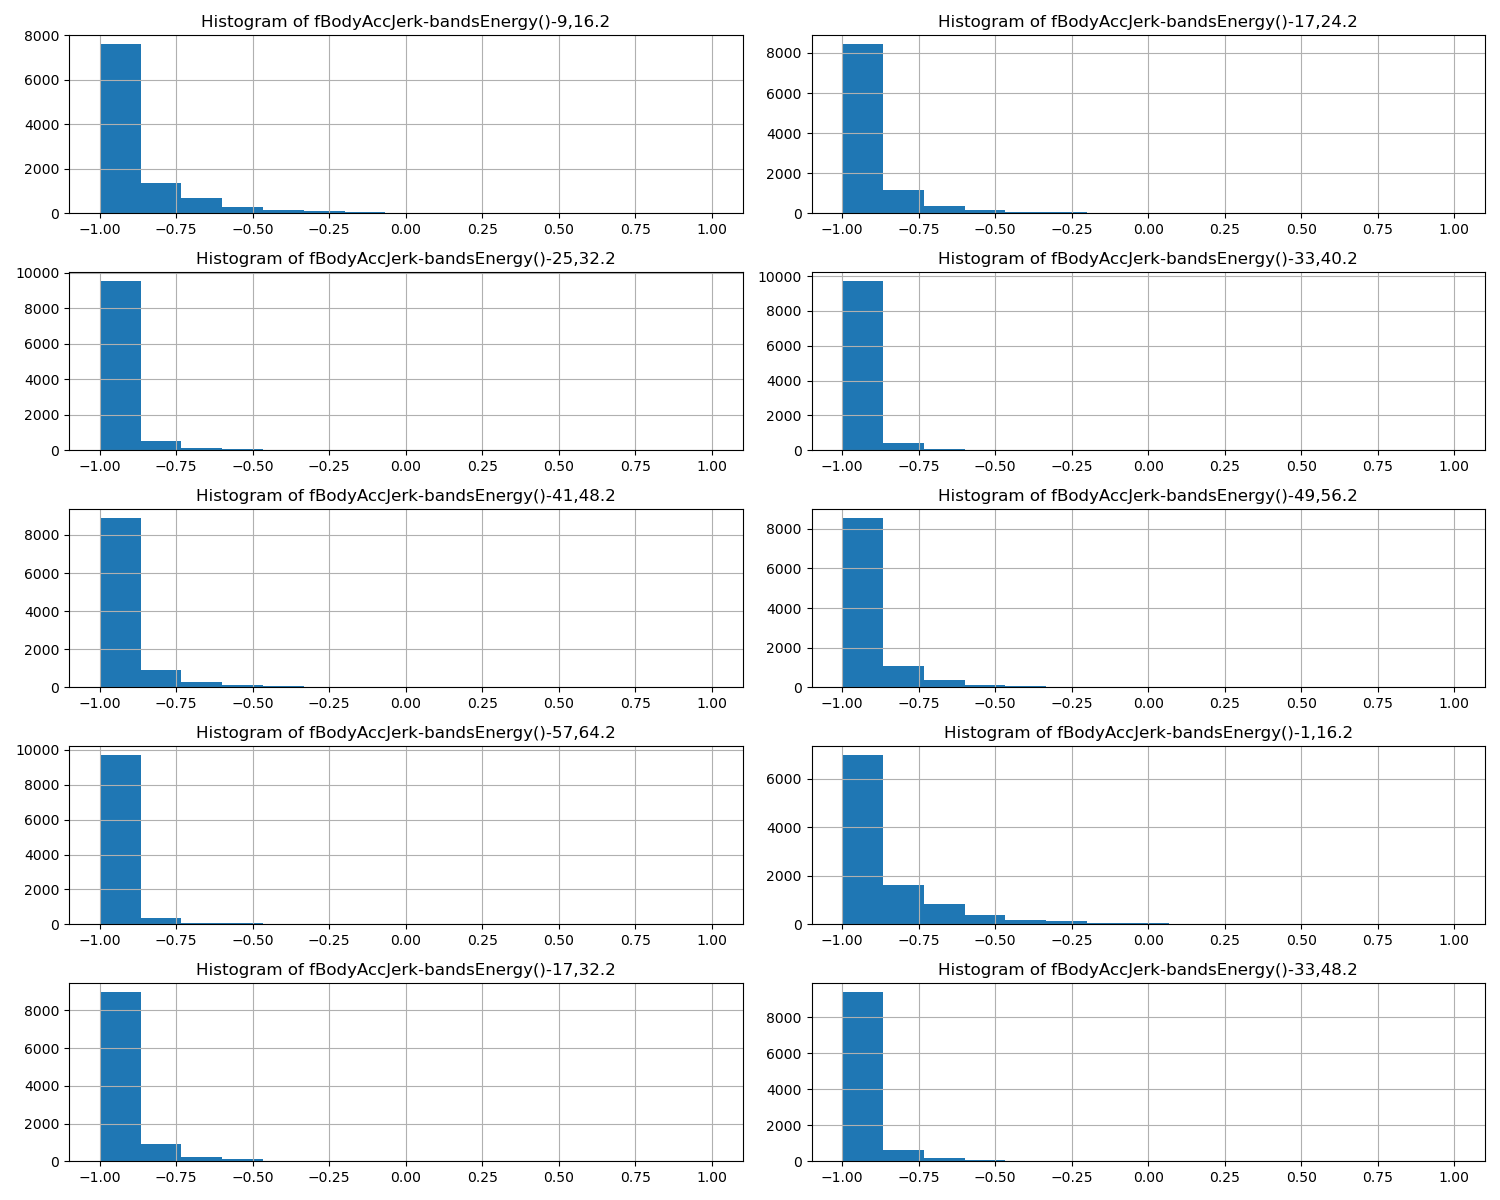 Histogram of fBodyAccJerk-bandsEnergy()-9,16.2
8000
6000
4000
2000
0
−1.00 −0.75 −0.50 −0.25 0.00 0.25 0.50 0.75 1.00
Histogram of fBodyAccJerk-bandsEnergy()-17,24.2
8000
6000
4000
2000
0
−1.00 −0.75 −0.50 −0.25 0.00 0.25 0.50 0.75 1.00
Histogram of fBodyAccJerk-bandsEnergy()-25,32.2
10000
8000
6000
4000
2000
0
−1.00 −0.75 −0.50 −0.25 0.00 0.25 0.50 0.75 1.00
Histogram of fBodyAccJerk-bandsEnergy()-33,40.2
10000
8000
6000
4000
2000
0
−1.00 −0.75 −0.50 −0.25 0.00 0.25 0.50 0.75 1.00
Histogram of fBodyAccJerk-bandsEnergy()-41,48.2
8000
6000
4000
2000
0
−1.00 −0.75 −0.50 −0.25 0.00 0.25 0.50 0.75 1.00
Histogram of fBodyAccJerk-bandsEnergy()-49,56.2
8000
6000
4000
2000
0
−1.00 −0.75 −0.50 −0.25 0.00 0.25 0.50 0.75 1.00
Histogram of fBodyAccJerk-bandsEnergy()-57,64.2
10000
8000
6000
4000
2000
0
−1.00 −0.75 −0.50 −0.25 0.00 0.25 0.50 0.75 1.00
Histogram of fBodyAccJerk-bandsEnergy()-1,16.2
6000
4000
2000
0
−1.00 −0.75 −0.50 −0.25 0.00 0.25 0.50 0.75 1.00
Histogram of fBodyAccJerk-bandsEnergy()-17,32.2
8000
6000
4000
2000
0
−1.00 −0.75 −0.50 −0.25 0.00 0.25 0.50 0.75 1.00
Histogram of fBodyAccJerk-bandsEnergy()-33,48.2
8000
6000
4000
2000
0
−1.00 −0.75 −0.50 −0.25 0.00 0.25 0.50 0.75 1.00